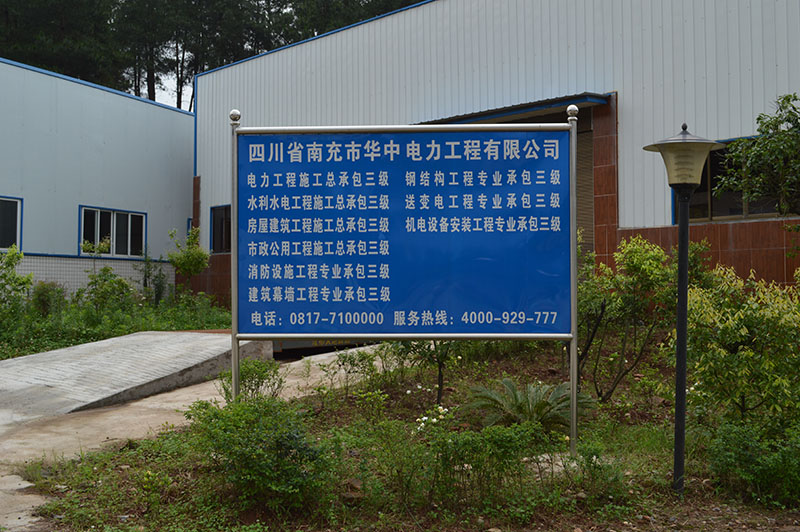 四川省南充市华中电力工程有限公司
电力工程施工总承包三级 钢结构工程专业承包三级
水利水电工程施工总承包三级 送变电工程专业承包三级
房屋建筑工程施工总承包三级 机电设备安装工程专业承包三级
市政公用工程施工总承包三级
消防设施工程专业承包三级
建筑幕墙工程专业承包三级
电话：0817-7100000 服务热线：4000-929-777